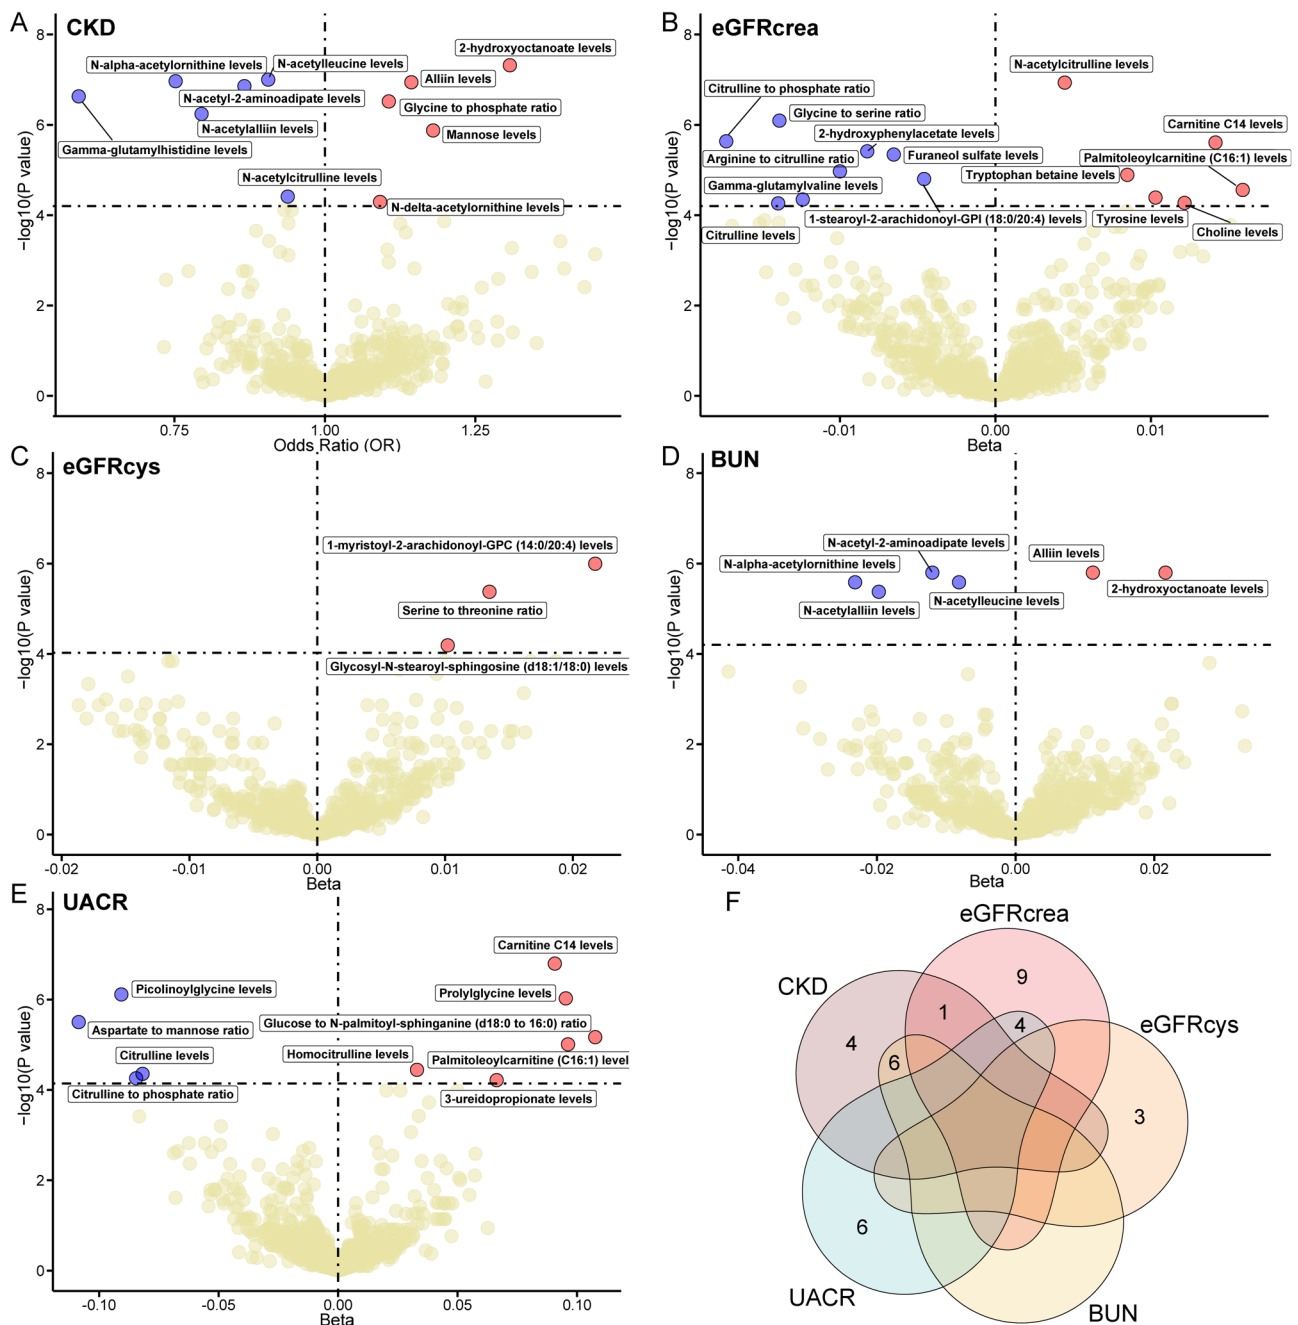 A
CKD
8
6
4
2
0
−log10(P value)
2-hydroxyoctanoate levels
N-alpha-acetylornithine levels
N-acetylleucine levels
Alliin levels
N-acetyl-2-aminoadipate levels
Glycine to phosphate ratio
N-acetylalliin levels
Mannose levels
Gamma-glutamylhistidine levels
N-acetylcitrulline levels
N-delta-acetylornithine levels
0.75
1.00
1.25
Odds Ratio (OR)
B
eGFRcrea
8
6
4
2
0
−log10(P value)
N-acetylcitrulline levels
Citrulline to phosphate ratio
Glycine to serine ratio
Carnitine C14 levels
2-hydroxyphenylacetate levels
Arginine to citrulline ratio
Furaneol sulfate levels
Palmitoleoylcarnitine (C16:1) levels
Tryptophan betaine levels
Gamma-glutamylvaline levels
1-stearoyl-2-arachidonoyl-GPI (18:0/20:4) levels
Tyrosine levels
Citrulline levels
Choline levels
-0.01
0.00
0.01
Beta
C
eGFRcys
8
6
4
2
0
−log10(P value)
1-myristoyl-2-arachidonoyl-GPC (14:0/20:4) levels
Serine to threonine ratio
Glycosyl-N-stearoyl-sphingosine (d18:1/18:0) levels
-0.02
-0.01
0.00
0.01
0.02
Beta
D
BUN
8
6
4
2
0
−log10(P value)
N-acetyl-2-aminoadipate levels
Alliin levels
N-alpha-acetylornithine levels
2-hydroxyoctanoate levels
N-acetylleucine levels
N-acetylalliin levels
-0.04
-0.02
0.00
0.02
Beta
E
UACR
8
6
4
2
0
−log10(P value)
Carnitine C14 levels
Picolinoylglycine levels
Prolylglycine levels
Aspartate to mannose ratio
Glucose to N-palmitoyl-sphinganine (d18:0 to 16:0) ratio
Citrulline levels
Homocitrulline levels
Palmitoleoylcarnitine (C16:1) level
Citrulline to phosphate ratio
3-ureidopropionate levels
-0.10
-0.05
0.00
0.05
0.10
Beta
F
eGFRcrea
CKD
eGFRcys
9
1
4
4
6
3
6
UACR
BUN